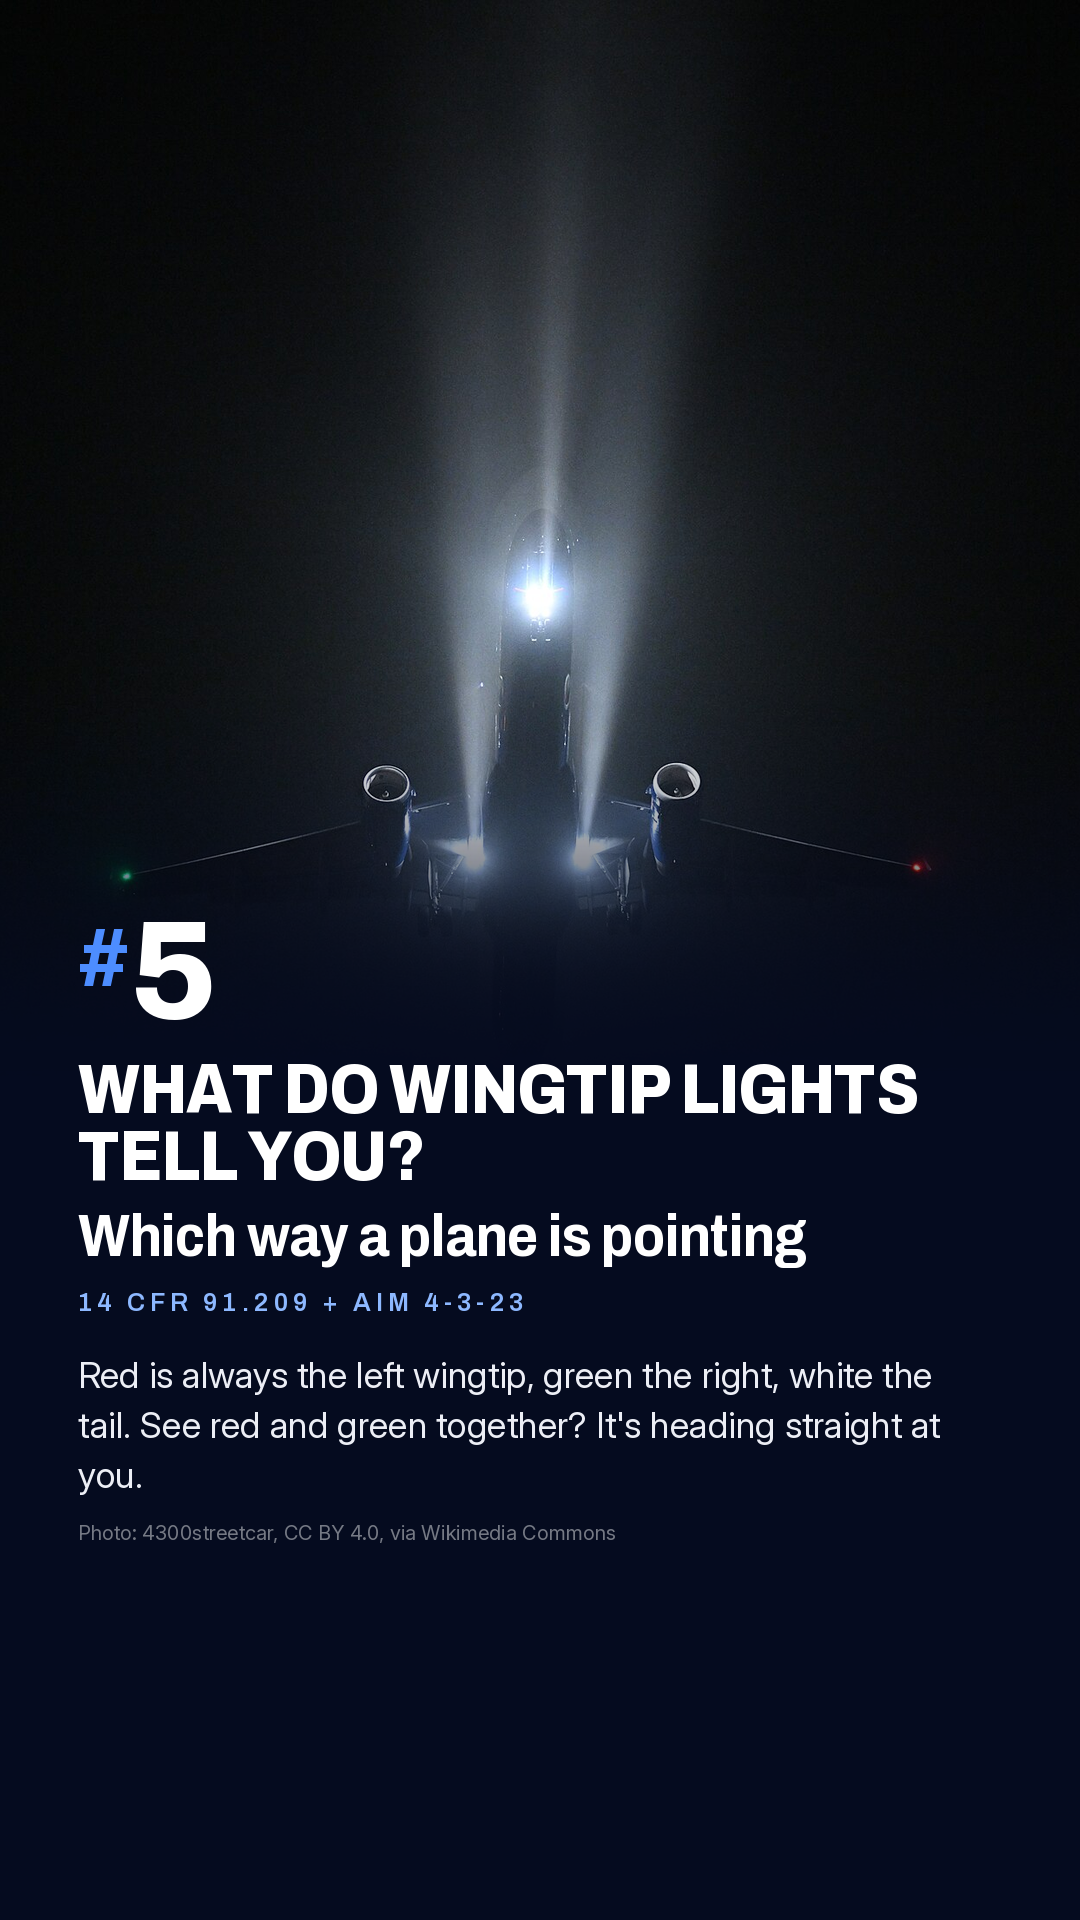 #5
WHAT DO WINGTIP LIGHTS
TELL YOU?
Which way a plane is pointing
14 CFR 91.209 + AIM 4-3-23
Red is always the left wingtip, green the right, white the
tail. See red and green together? It's heading straight at
you.
Photo: 4300streetcar, CC BY 4.0, via Wikimedia Commons